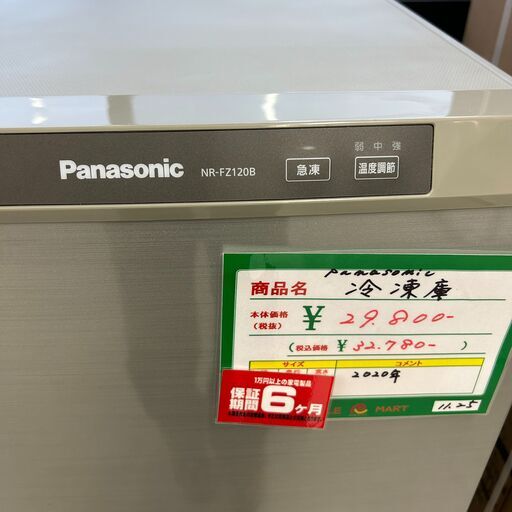 Panasonic NR-FZ120B 急凍 弱 中 強 温度調節
Panasonic
商品名 冷凍庫
本体価格
(税抜) ¥ 29.800-
(税込価格 ¥ 32.780- )
サイズ コメント
2020年
1万円以上の家電製品
保証期間 6ヶ月
LE MART 11.25